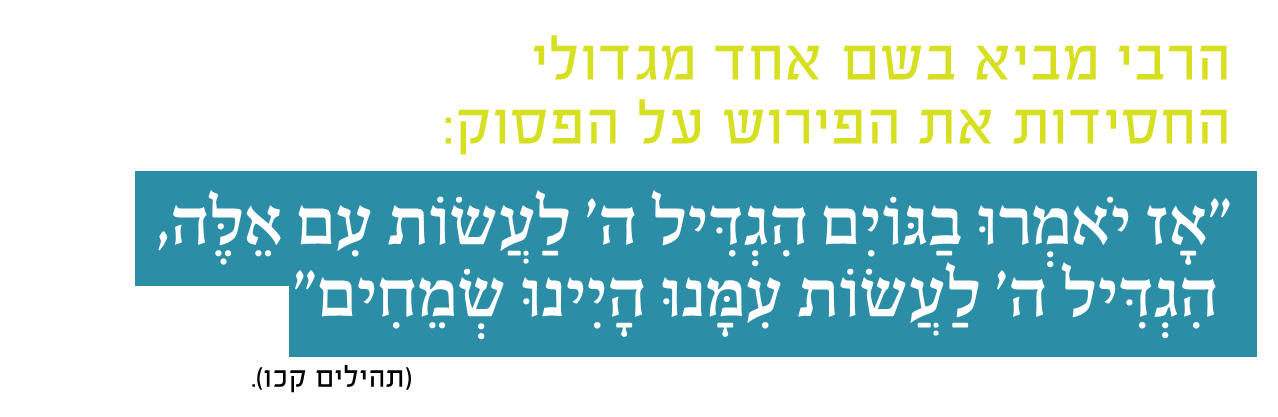 הרבי מביא בשם אחד מגדולי
החסידות את הפירוש על הפסוק:
"אָז יֹאמְרוּ בַגּוֹיִם הִגְדִּיל ה' לַעֲשׂוֹת עִם אֵלֶּה,
הִגְדִּיל ה' לַעֲשׂוֹת עִמָּנוּ הָיִינוּ שְׂמֵחִים"
(תהילים קכו).